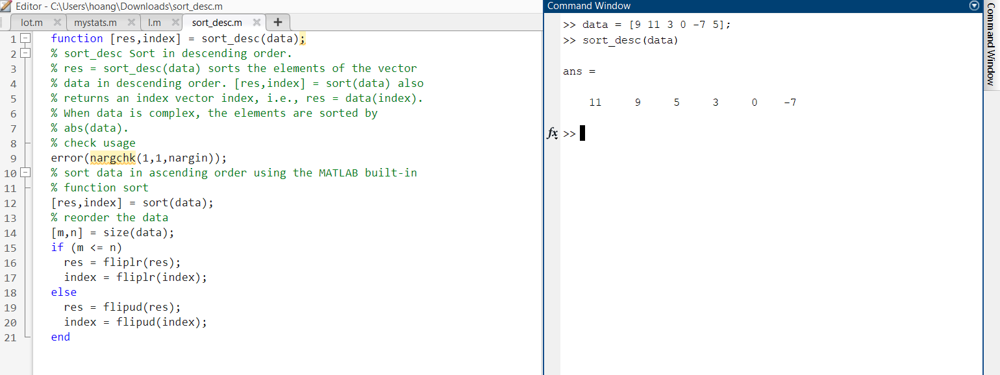 Editor - C:\Users\hoang\Downloads\sort_desc.m
lot.m mystats.m l.m sort_desc.m +
1 function [res,index] = sort_desc(data);
2 % sort_desc Sort in descending order.
3 % res = sort_desc(data) sorts the elements of the vector
4 % data in descending order. [res,index] = sort(data) also
5 % returns an index vector index, i.e., res = data(index).
6 % When data is complex, the elements are sorted by
7 % abs(data).
8 % check usage
9 error(nargchk(1,1,nargin));
10 % sort data in ascending order using the MATLAB built-in
11 % function sort
12 [res,index] = sort(data);
13 % reorder the data
14 [m,n] = size(data);
15 if (m <= n)
16 res = fliplr(res);
17 index = fliplr(index);
18 else
19 res = flipud(res);
20 index = flipud(index);
21 end
Command Window
>> data = [9 11 3 0 -7 5];
>> sort_desc(data)
ans =
11 9 5 3 0 -7
fx >>
Command Window